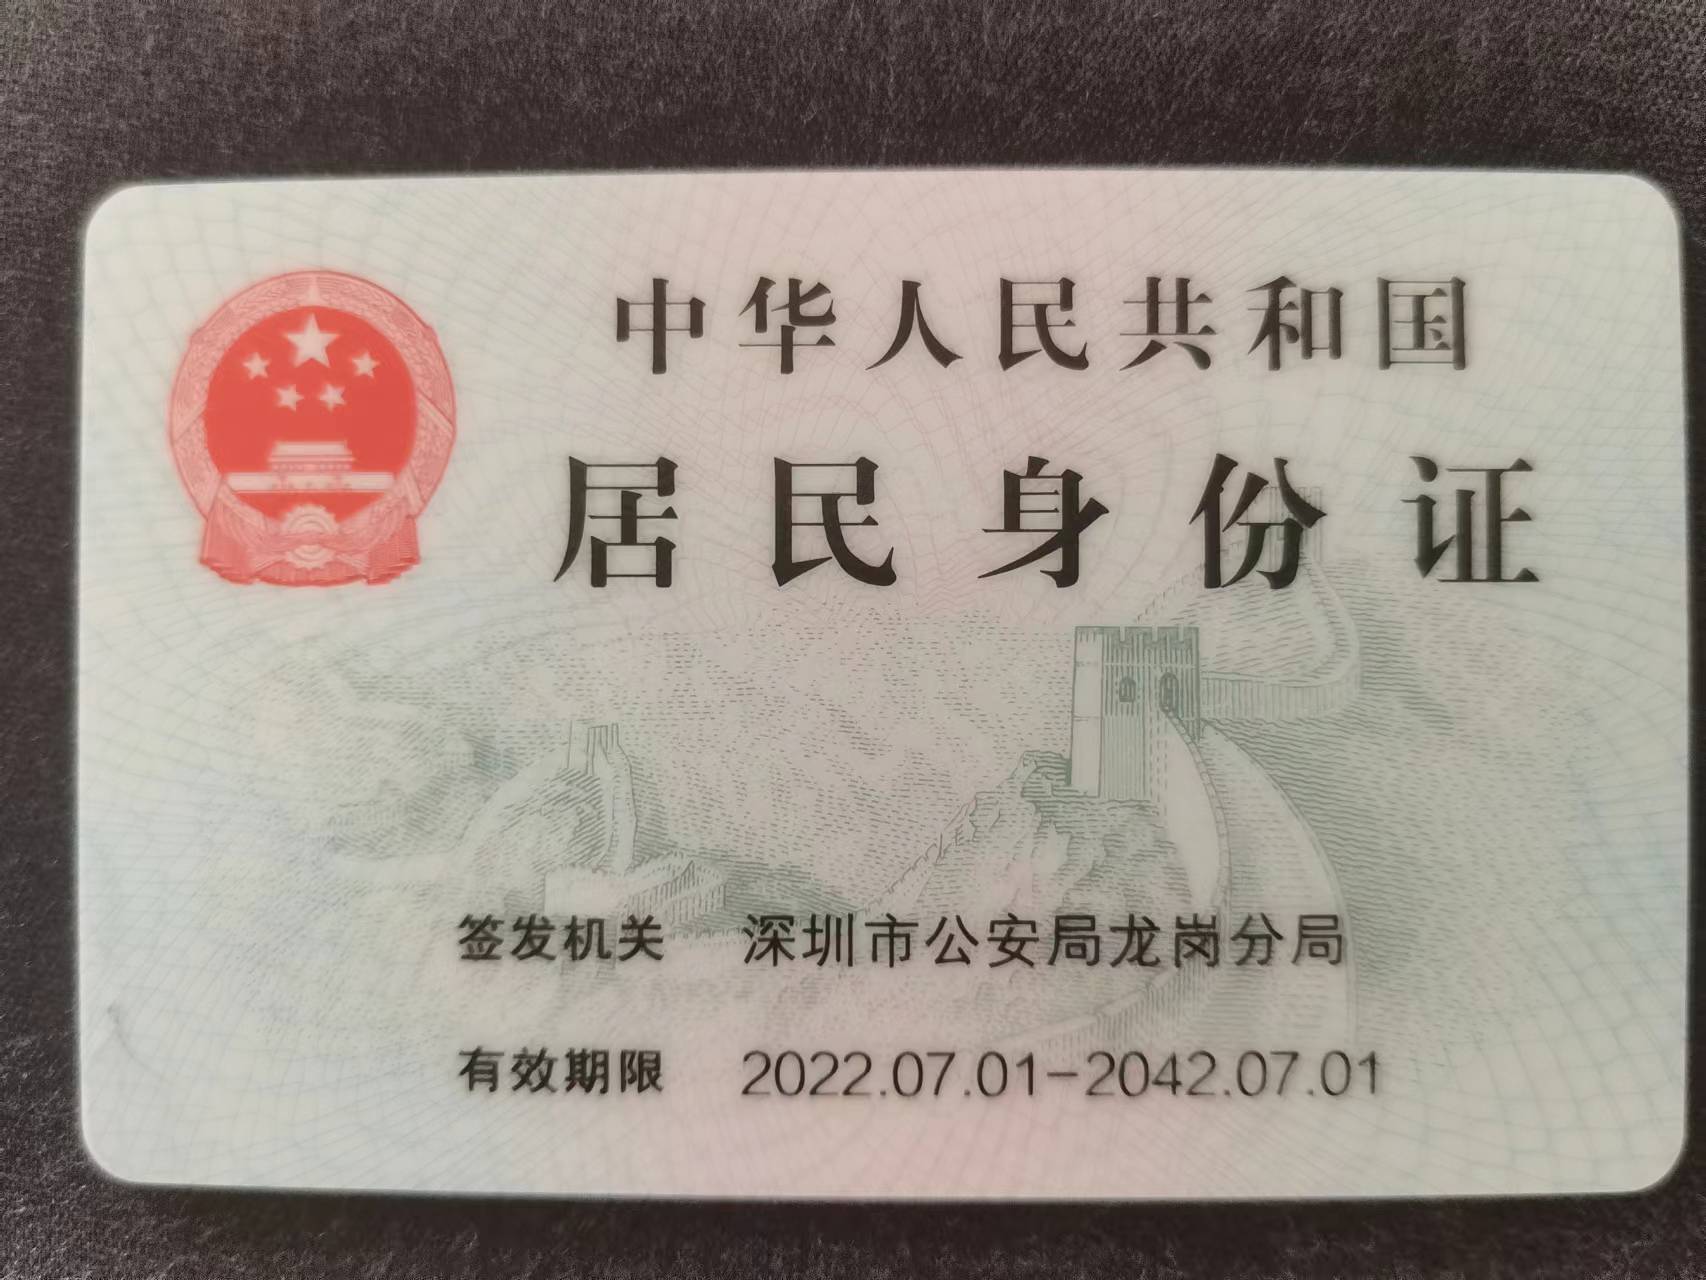 中华人民共和国
居民身份证
签发机关 深圳市公安局龙岗分局
有效期限 2022.07.01-2042.07.01